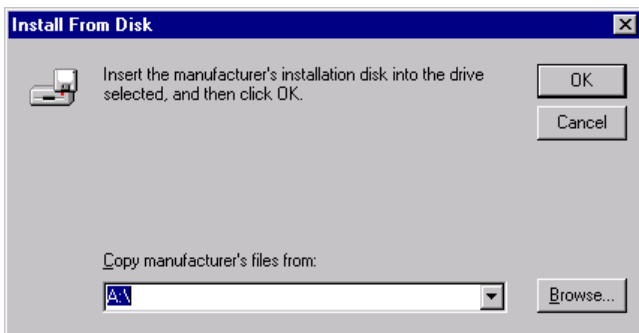 Install From Disk
Insert the manufacturer's installation disk into the drive
selected, and then click OK.
OK
Cancel
Copy manufacturer's files from:
A:\
Browse...